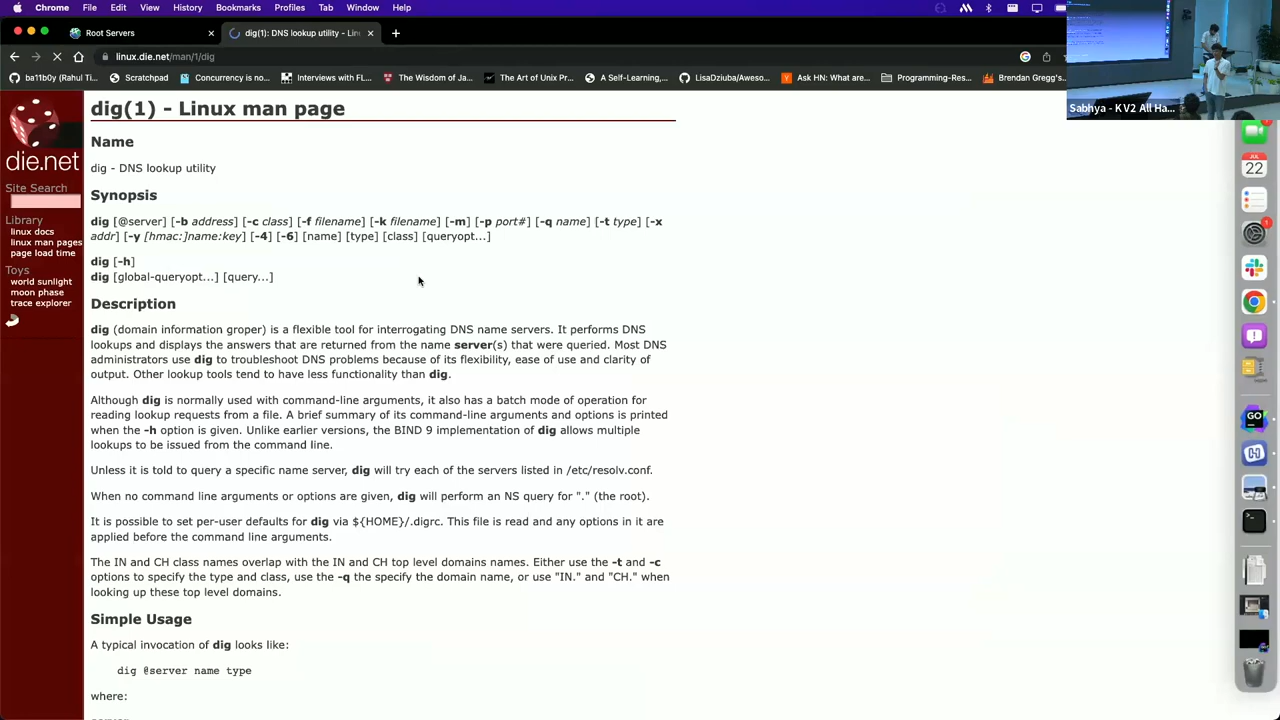 Chrome File Edit View History Bookmarks Profiles Tab Window Help
Root Servers
dig(1): DNS lookup utility - Lin
linux.die.net/man/1/dig
ba11b0y (Rahul Ti...
Scratchpad
Concurrency is no...
Interviews with FL...
The Wisdom of Ja...
The Art of Unix Pr...
A Self-Learning,...
LisaDziuba/Aweso...
Ask HN: What are...
Programming-Res...
Brendan Gregg's...
Sabhya - KV2 All Ha...
die.net
Site Search
Library
linux docs
linux man pages
page load time
Toys
world sunlight
moon phase
trace explorer
dig(1) - Linux man page
Name
dig - DNS lookup utility
Synopsis
dig [@server] [-b address] [-c class] [-f filename] [-k filename] [-m] [-p port#] [-q name] [-t type] [-x
addr] [-y [hmac:]name:key] [-4] [-6] [name] [type] [class] [queryopt...]
dig [-h]
dig [global-queryopt...] [query...]
Description
dig (domain information groper) is a flexible tool for interrogating DNS name servers. It performs DNS
lookups and displays the answers that are returned from the name server(s) that were queried. Most DNS
administrators use dig to troubleshoot DNS problems because of its flexibility, ease of use and clarity of
output. Other lookup tools tend to have less functionality than dig.
Although dig is normally used with command-line arguments, it also has a batch mode of operation for
reading lookup requests from a file. A brief summary of its command-line arguments and options is printed
when the -h option is given. Unlike earlier versions, the BIND 9 implementation of dig allows multiple
lookups to be issued from the command line.
Unless it is told to query a specific name server, dig will try each of the servers listed in /etc/resolv.conf.
When no command line arguments or options are given, dig will perform an NS query for "." (the root).
It is possible to set per-user defaults for dig via ${HOME}/.digrc. This file is read and any options in it are
applied before the command line arguments.
The IN and CH class names overlap with the IN and CH top level domains names. Either use the -t and -c
options to specify the type and class, use the -q the specify the domain name, or use "IN." and "CH." when
looking up these top level domains.
Simple Usage
A typical invocation of dig looks like:
dig @server name type
where:
JUL
22
GO